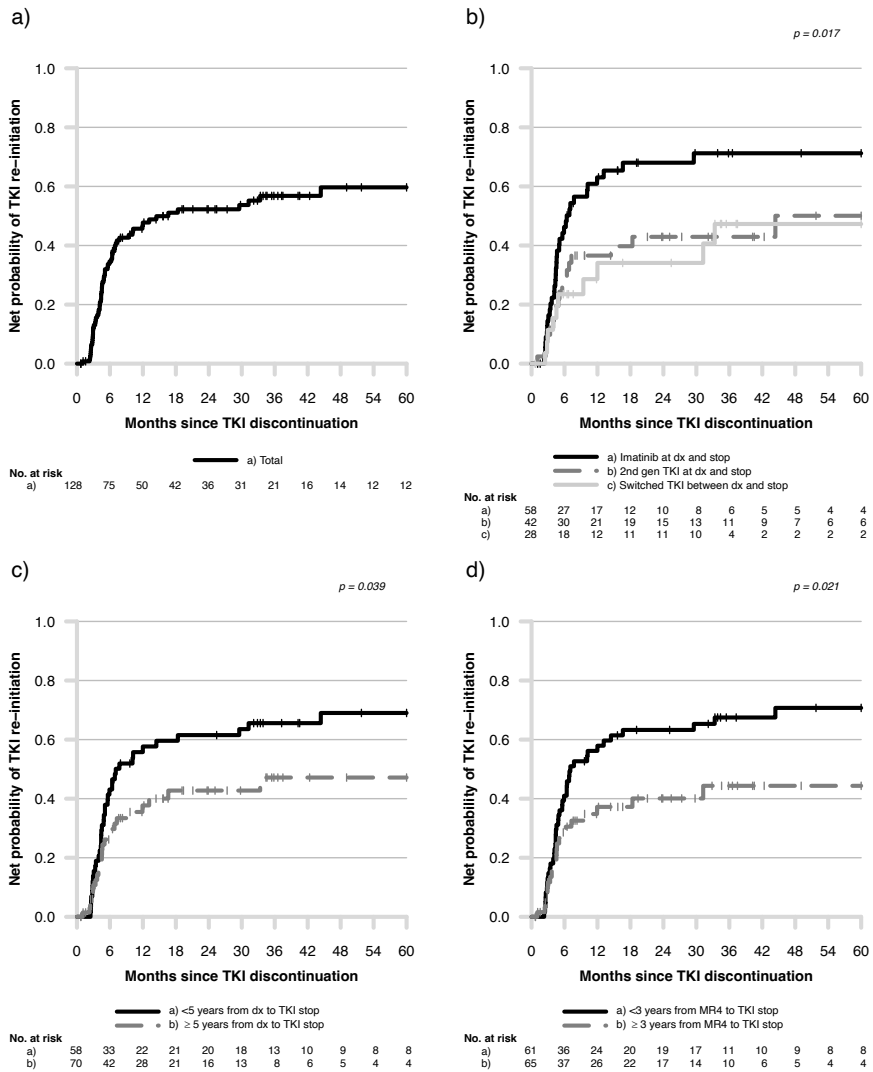 a)
1.0
0.8
0.6
0.4
0.2
0.0
Net probability of TKI re−initiation
0 6 12 18 24 30 36 42 48 54 60
Months since TKI discontinuation
a) Total
No. at risk
a) 128 75 50 42 36 31 21 16 14 12 12
b)
p = 0.017
1.0
0.8
0.6
0.4
0.2
0.0
Net probability of TKI re−initiation
0 6 12 18 24 30 36 42 48 54 60
Months since TKI discontinuation
a) Imatinib at dx and stop
b) 2nd gen TKI at dx and stop
c) Switched TKI between dx and stop
No. at risk
a) 58 27 17 12 10 8 6 5 5 4 4
b) 42 30 21 19 15 13 11 9 7 6 6
c) 28 18 12 11 11 10 4 2 2 2 2
c)
p = 0.039
1.0
0.8
0.6
0.4
0.2
0.0
Net probability of TKI re−initiation
0 6 12 18 24 30 36 42 48 54 60
Months since TKI discontinuation
a) <5 years from dx to TKI stop
b) ≥ 5 years from dx to TKI stop
No. at risk
a) 58 33 22 21 20 18 13 10 9 8 8
b) 70 42 28 21 16 13 8 6 5 4 4
d)
p = 0.021
1.0
0.8
0.6
0.4
0.2
0.0
Net probability of TKI re−initiation
0 6 12 18 24 30 36 42 48 54 60
Months since TKI discontinuation
a) <3 years from MR4 to TKI stop
b) ≥ 3 years from MR4 to TKI stop
No. at risk
a) 61 36 24 20 19 17 11 10 9 8 8
b) 65 37 26 22 17 14 10 6 5 4 4